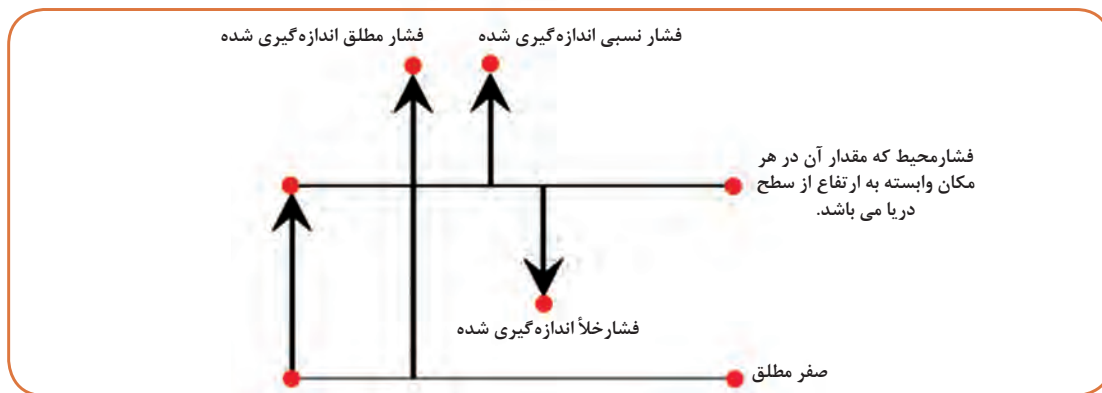 فشار نسبی اندازه‌گیری شده
فشار مطلق اندازه‌گیری شده
فشارمحیط که مقدار آن در هر
مکان وابسته به ارتفاع از سطح
دریا می باشد.
فشارخلأ اندازه‌گیری شده
صفر مطلق